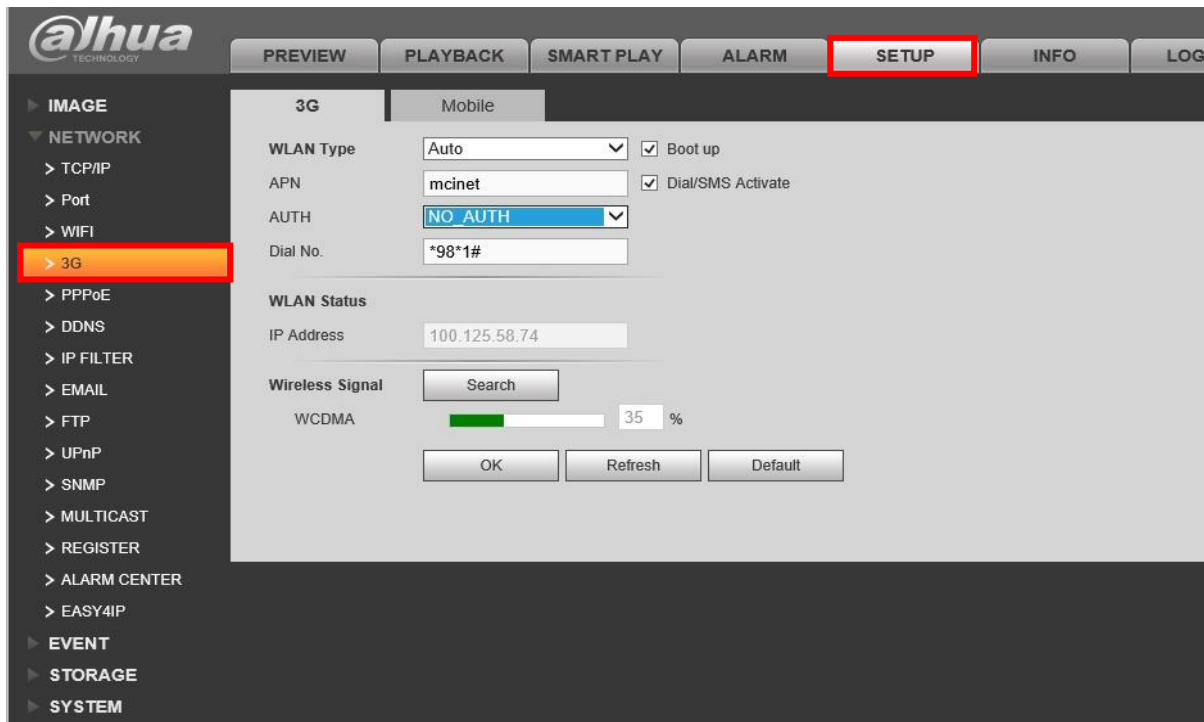 alhua
TECHNOLOGY
PREVIEW PLAYBACK SMART PLAY ALARM SETUP INFO LOG
IMAGE
NETWORK
> TCP/IP
> Port
> WIFI
> 3G
> PPPoE
> DDNS
> IP FILTER
> EMAIL
> FTP
> UPnP
> SNMP
> MULTICAST
> REGISTER
> ALARM CENTER
> EASY4IP
EVENT
STORAGE
SYSTEM
3G Mobile
WLAN Type Auto Boot up
APN mcinet Dial/SMS Activate
AUTH NO_AUTH
Dial No. *98*1#
WLAN Status
IP Address 100.125.58.74
Wireless Signal Search
WCDMA 35 %
OK Refresh Default